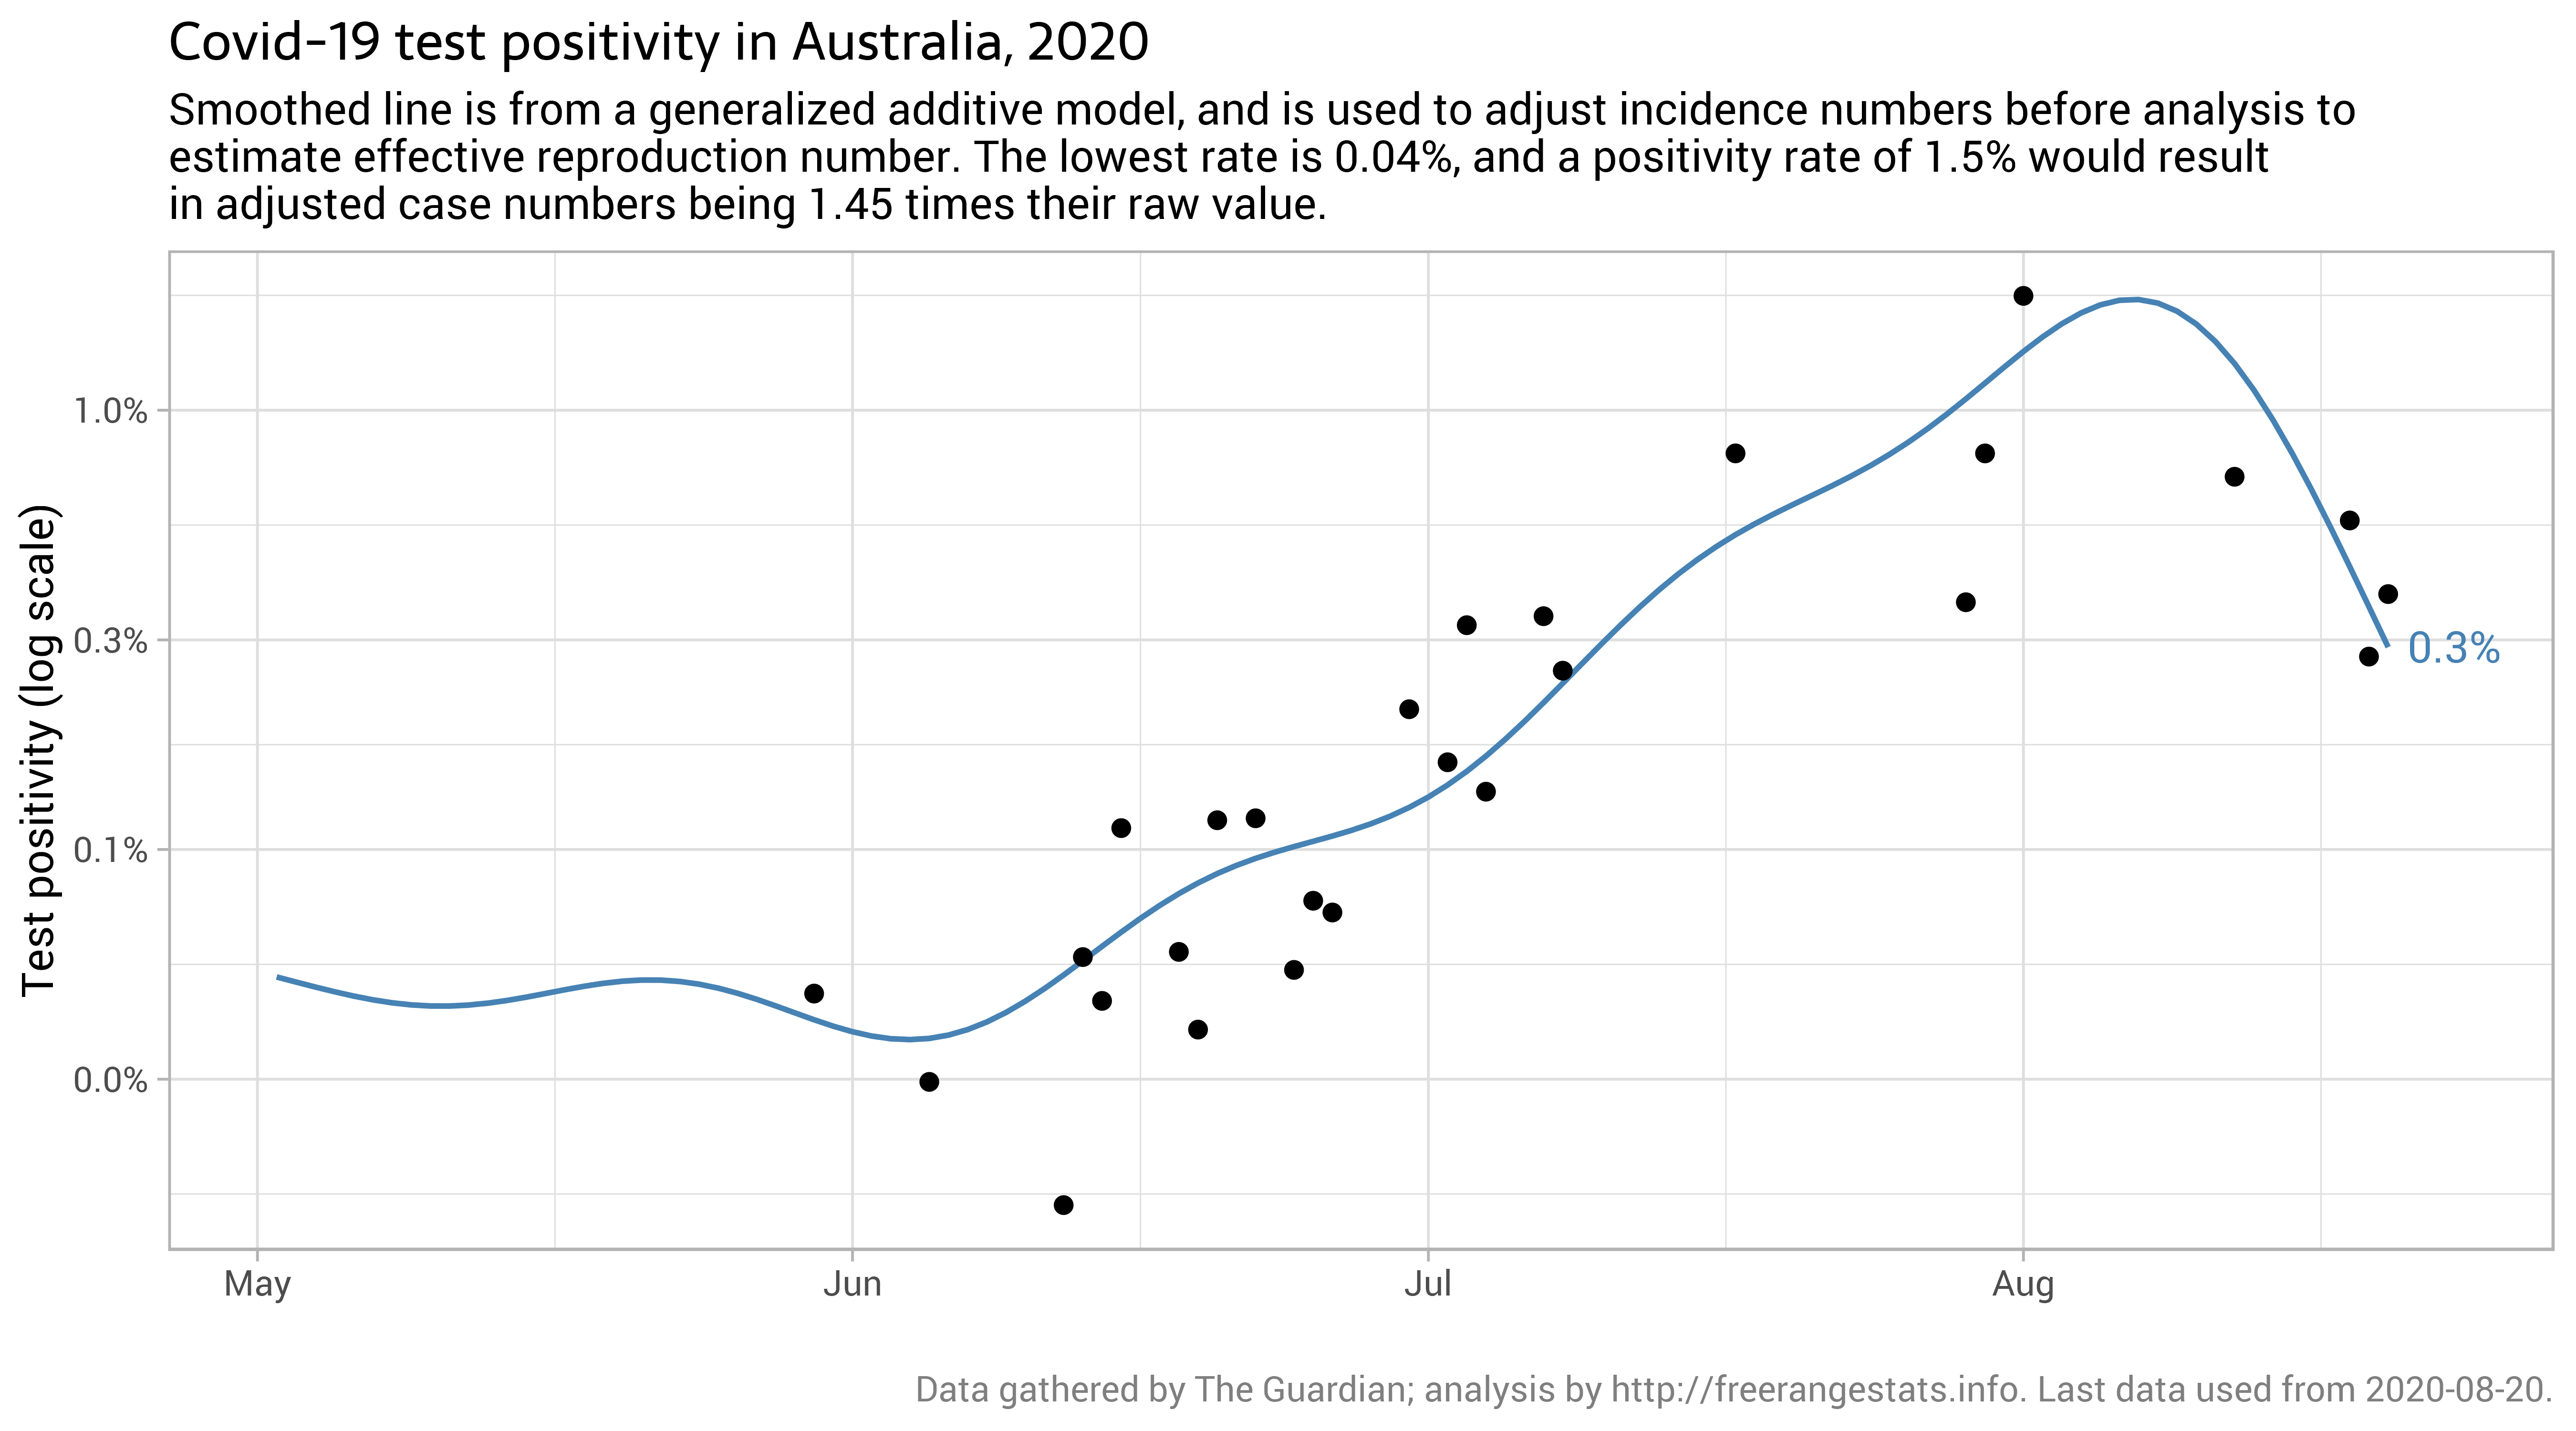 Covid-19 test positivity in Australia, 2020
Smoothed line is from a generalized additive model, and is used to adjust incidence numbers before analysis to
estimate effective reproduction number. The lowest rate is 0.04%, and a positivity rate of 1.5% would result
in adjusted case numbers being 1.45 times their raw value.
Test positivity (log scale)
1.0%
0.3%
0.1%
0.0%
0.3%
May
Jun
Jul
Aug
Data gathered by The Guardian; analysis by http://freerangestats.info. Last data used from 2020-08-20.